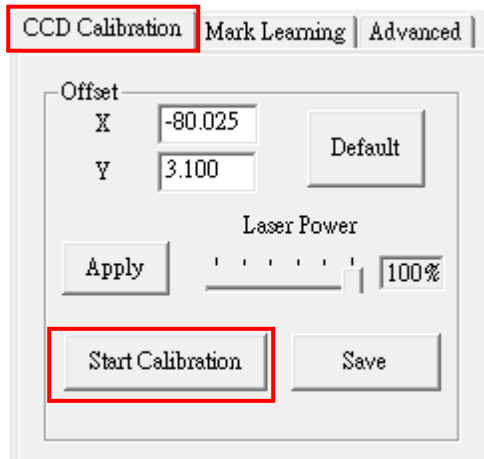 CCD Calibration Mark Learning Advanced
Offset
X -80.025
Default
Y 3.100
Laser Power
Apply 100%
Start Calibration Save